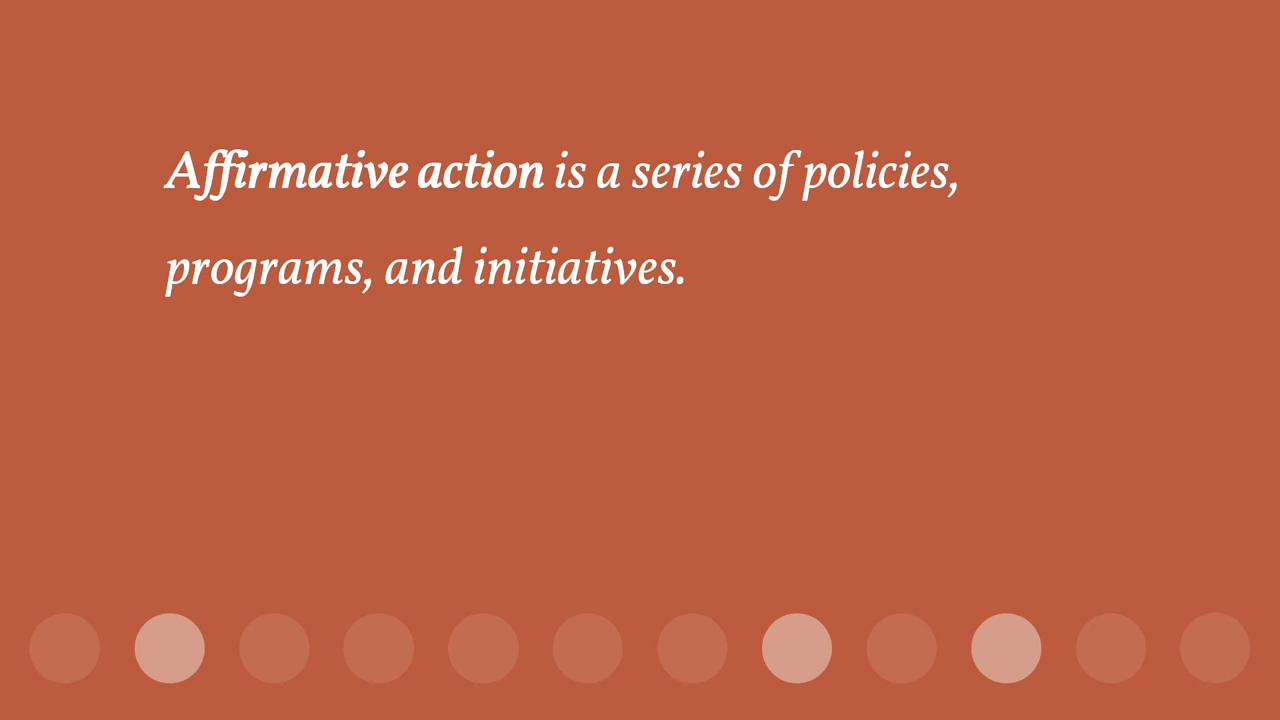 Affirmative action is a series of policies,
programs, and initiatives.